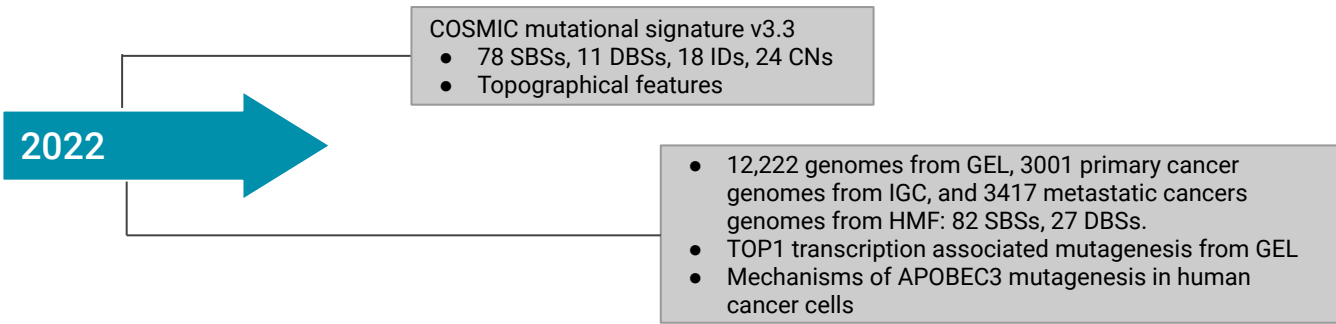 COSMIC mutational signature v3.3
● 78 SBSs, 11 DBSs, 18 IDs, 24 CNs
● Topographical features
2022
● 12,222 genomes from GEL, 3001 primary cancer
genomes from IGC, and 3417 metastatic cancers
genomes from HMF: 82 SBSs, 27 DBSs.
● TOP1 transcription associated mutagenesis from GEL
● Mechanisms of APOBEC3 mutagenesis in human
cancer cells